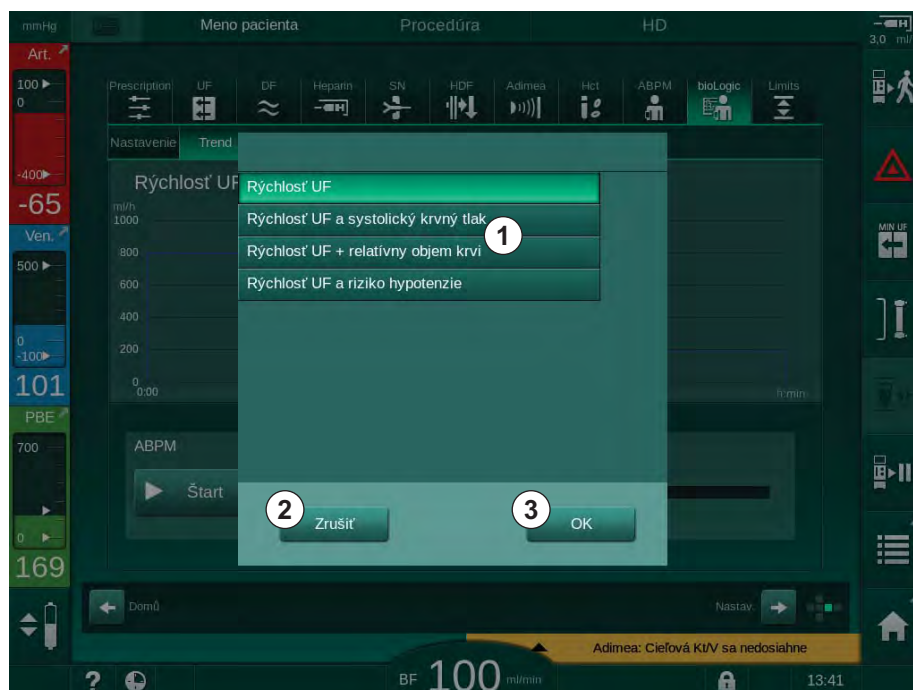 mmHg
Meno pacienta
Procedúra
HD
3,0 ml/
Art.
100
0
-400
-65
Ven.
500
0
-100
101
PBE
700
0
169
Prescription
UF
DF
Heparin
SN
HDF
Adimea
Hct
ABPM
bioLogic
Limits
Nastavenie
Trend
Rýchlosť UF
ml/h
1000
800
600
400
200
0
0:00
h:min
Rýchlosť UF
Rýchlosť UF a systolický krvný tlak
1
Rýchlosť UF + relatívny objem krvi
Rýchlosť UF a riziko hypotenzie
ABPM
Štart
2
Zrušiť
3
OK
MIN UF
Domů
Nastav.
Adimea: Cieľová Kt/V sa nedosiahne
?
BF 100 ml/min
13:41